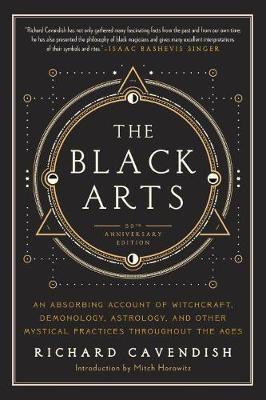 "Richard Cavendish has not only gathered many fascinating facts from the past and from our own time;
he has also presented the philosophy of black magicians and gives many excellent interpretations
of their symbols and rites." —ISAAC BASHEVIS SINGER
THE
BLACK
ARTS
50TH
ANNIVERSARY
EDITION
AN ABSORBING ACCOUNT OF WITCHCRAFT,
DEMONOLOGY, ASTROLOGY, AND OTHER
MYSTICAL PRACTICES THROUGHOUT THE AGES
RICHARD CAVENDISH
Introduction by Mitch Horowitz